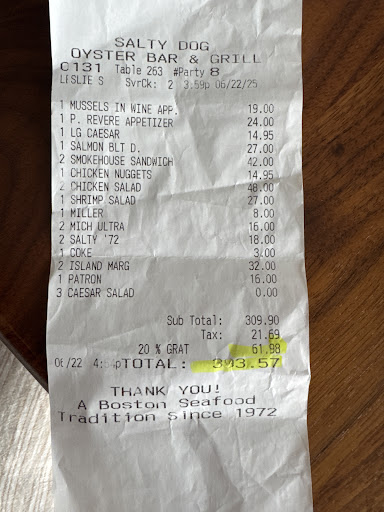 SALTY DOG
OYSTER BAR & GRILL
0131 Table 263 #Party 8
LESLIE S SvrCk: 2 3:59p 06/22/25
1 MUSSELS IN WINE APP. 19.00
1 P. REVERE APPETIZER 24.00
1 LG CAESAR 14.95
1 SALMON BLT D. 27.00
2 SMOKEHOUSE SANDWICH 42.00
1 CHICKEN NUGGETS 14.95
2 CHICKEN SALAD 48.00
1 SHRIMP SALAD 27.00
1 MILLER 8.00
2 MICH ULTRA 16.00
2 SALTY '72 18.00
1 COKE 3.00
2 ISLAND MARG 32.00
1 PATRON 16.00
3 CAESAR SALAD 0.00
Sub Total: 309.90
Tax: 21.69
20 % GRAT 61.98
06/22 TOTAL: 393.57
THANK YOU!
A Boston Seafood
Tradition Since 1972